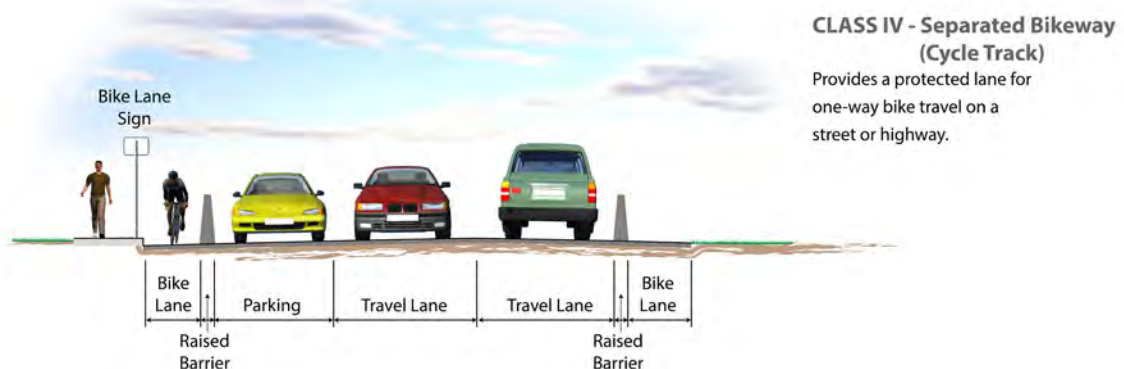 CLASS IV - Separated Bikeway
(Cycle Track)
Provides a protected lane for
one-way bike travel on a
street or highway.
Bike Lane
Sign
Bike
Lane
Parking
Travel Lane
Travel Lane
Bike
Lane
Raised
Barrier
Raised
Barrier